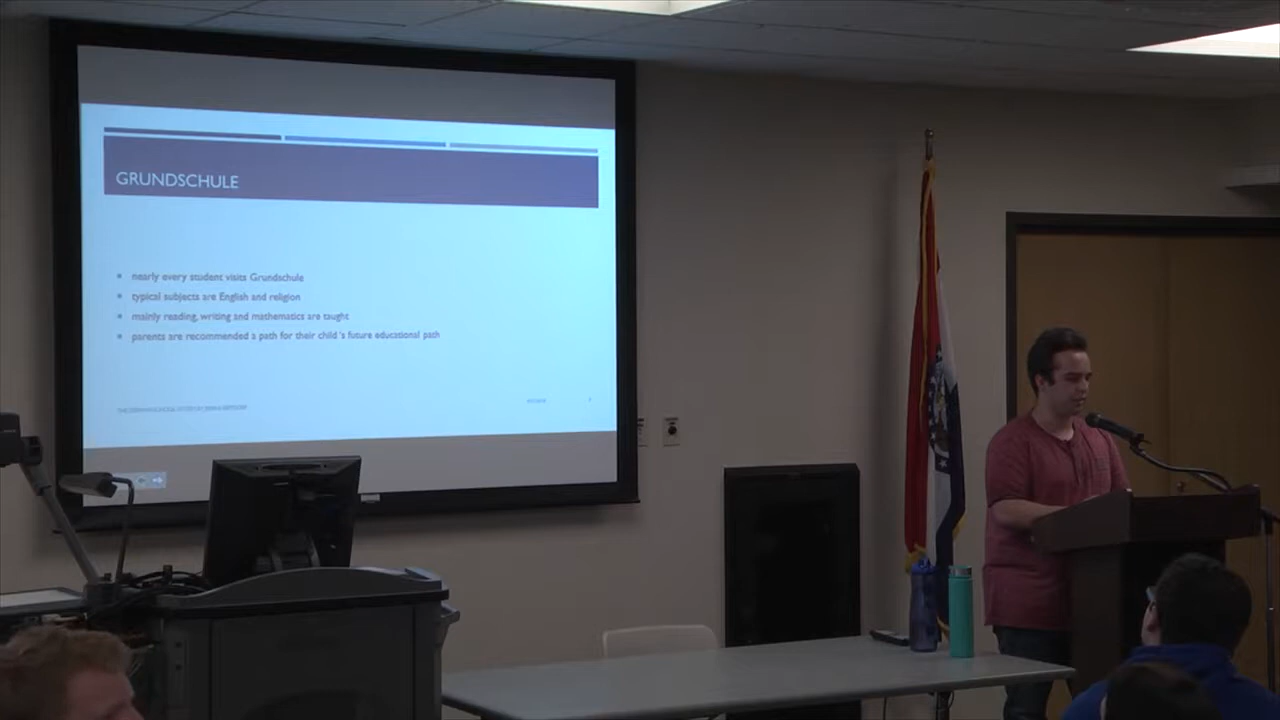 GRUNDSCHULE
nearly every student visits Grundschule
typical subjects are English and religion
mainly reading, writing and mathematics are taught
parents are recommended a path for their child 's future educational path